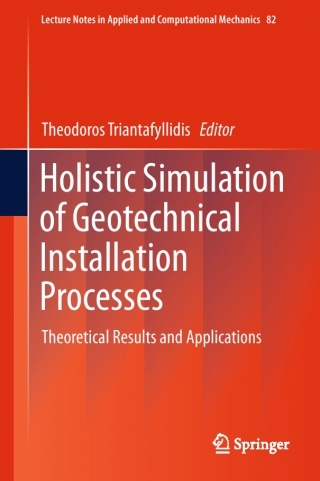 Lecture Notes in Applied and Computational Mechanics 82
Theodoros Triantafyllidis Editor
Holistic Simulation
of Geotechnical
Installation
Processes
Theoretical Results and Applications
Springer